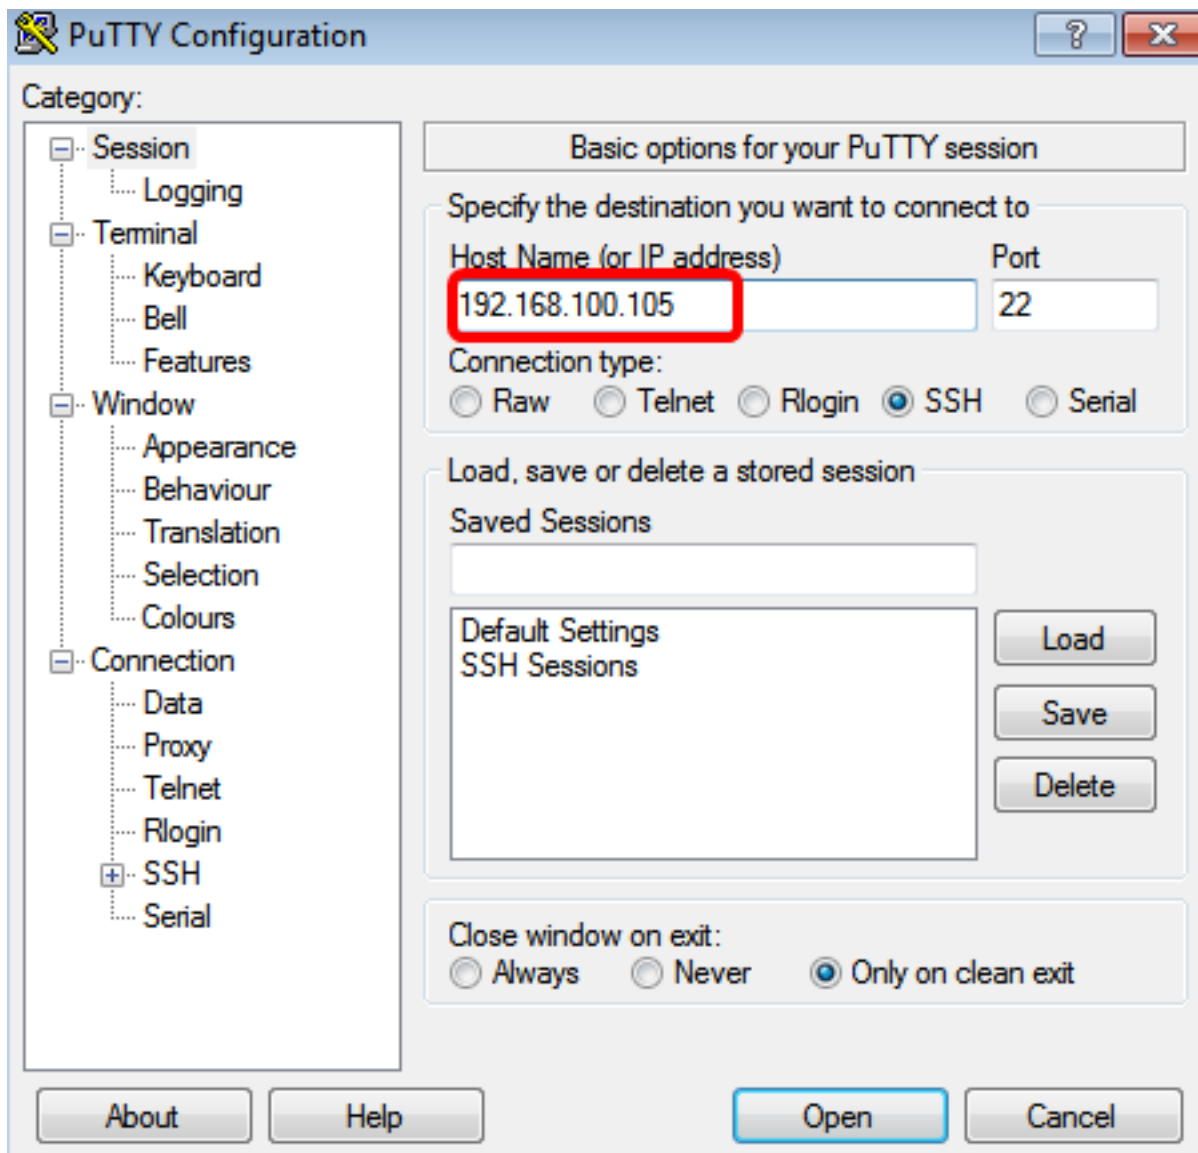 PuTTY Configuration
Category:
Session
Logging
Terminal
Keyboard
Bell
Features
Window
Appearance
Behaviour
Translation
Selection
Colours
Connection
Data
Proxy
Telnet
Rlogin
SSH
Serial
Basic options for your PuTTY session
Specify the destination you want to connect to
Host Name (or IP address) Port
192.168.100.105 22
Connection type:
Raw Telnet Rlogin SSH Serial
Load, save or delete a stored session
Saved Sessions
Default Settings
SSH Sessions
Load
Save
Delete
Close window on exit:
Always Never Only on clean exit
About Help Open Cancel